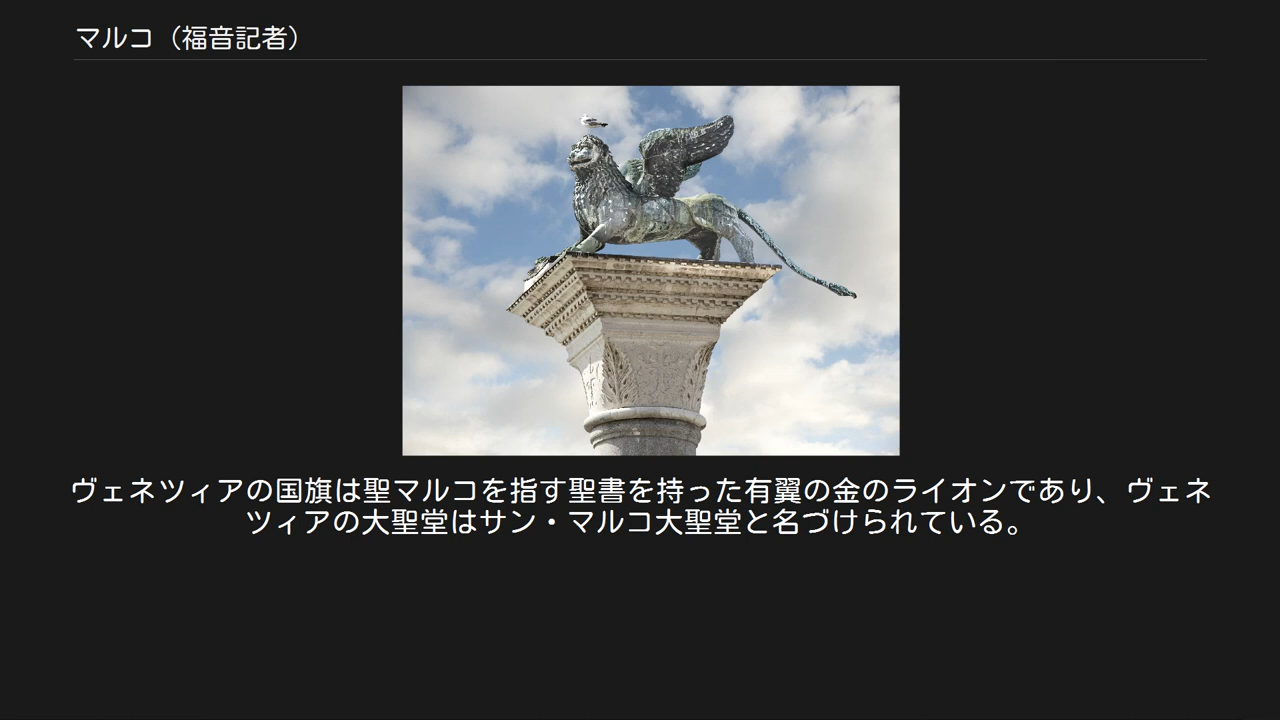 マルコ（福音記者）
ヴェネツィアの国旗は聖マルコを指す聖書を持った有翼の金のライオンであり、ヴェネ
ツィアの大聖堂はサン・マルコ大聖堂と名づけられている。